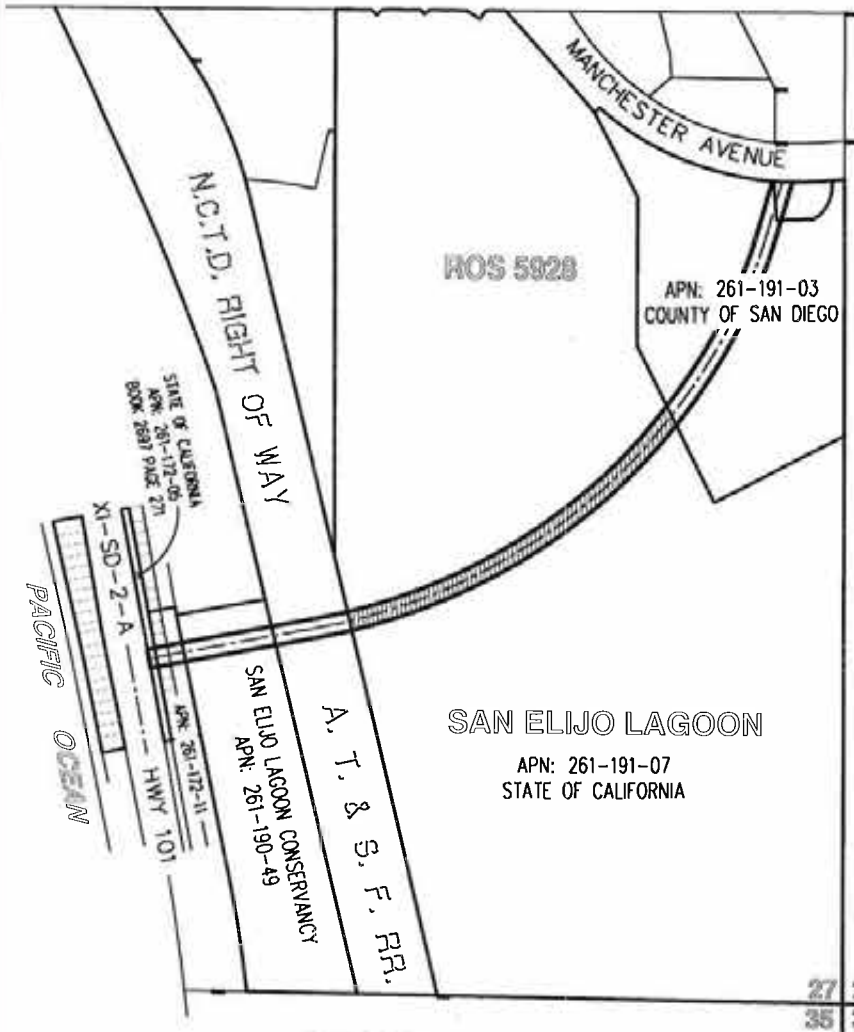 MANCHESTER AVENUE
N.C.T.D. RIGHT OF WAY
ROS 5928
APN: 261-191-03
COUNTY OF SAN DIEGO
STATE OF CALIFORNIA
APN: 261-172-05
BOOK 2687 PAGE 271
XI-SD-2-A
PACIFIC OCEAN
HWY 101
APN: 261-172-11
SAN ELIJO LAGOON CONSERVANCY
APN: 261-190-49
A. T. & S. F. RR.
SAN ELIJO LAGOON
APN: 261-191-07
STATE OF CALIFORNIA
27
35